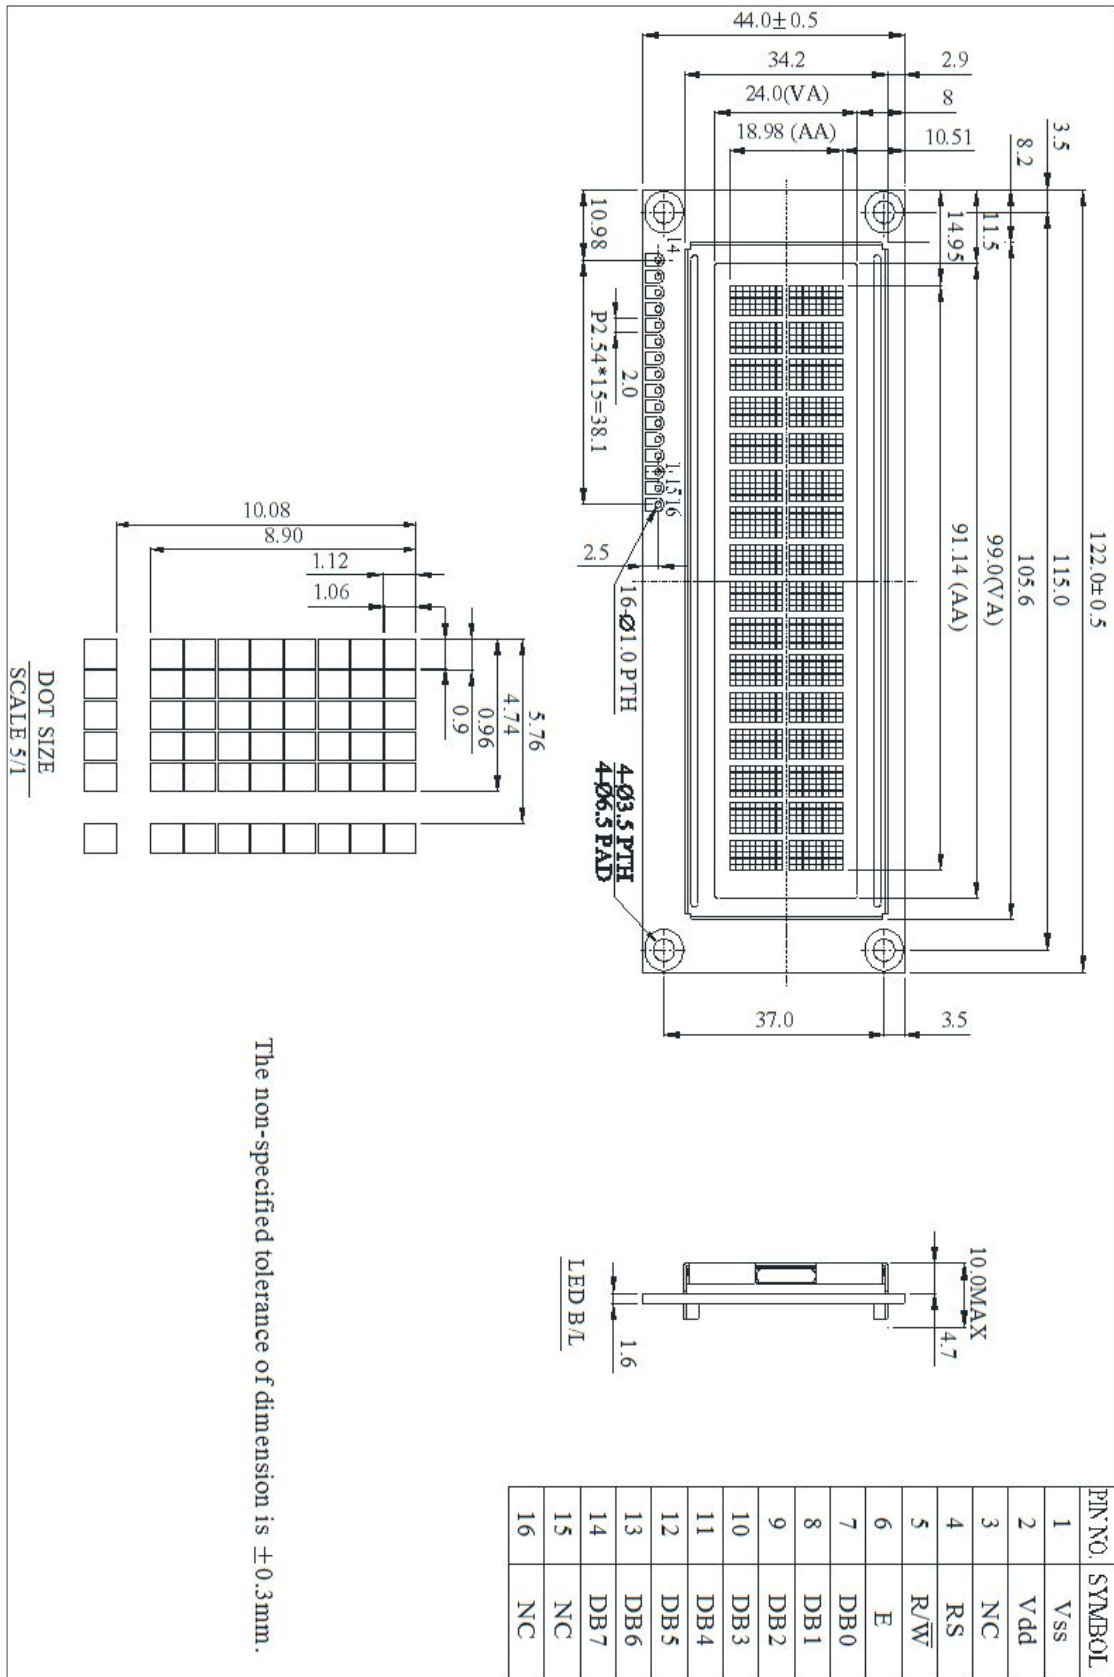 44.0±0.5
34.2
2.9
24.0(VA)
8
18.98 (AA)
10.51
3.5
8.2
11.5
14.95
10.98
14
P2.54*15=38.1
2.0
1 15 16
2.5
16-Ø1.0 PTH
122.0±0.5
115.0
105.6
99.0(VA)
91.14 (AA)
4-Ø3.5 PTH
4-Ø6.5 PAD
37.0
3.5
10.08
8.90
1.12
1.06
5.76
4.74
0.96
0.9
DOT SIZE
SCALE 5/1
10.0MAX
4.7
1.6
LED B/L
The non-specified tolerance of dimension is ±0.3mm.
PIN NO. SYMBOL
1 Vss
2 Vdd
3 NC
4 RS
5 R/W̅
6 E
7 DB0
8 DB1
9 DB2
10 DB3
11 DB4
12 DB5
13 DB6
14 DB7
15 NC
16 NC